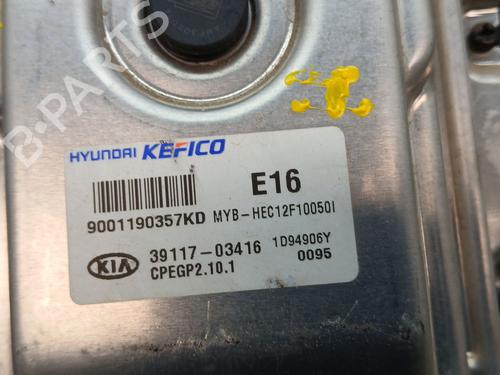 B-PARTS
HYUNDAI KEFICO
E16
9001190357KD MYB-HEC12F10050I
KIA 39117-03416 1D94906Y
CPEGP2.10.1 0095